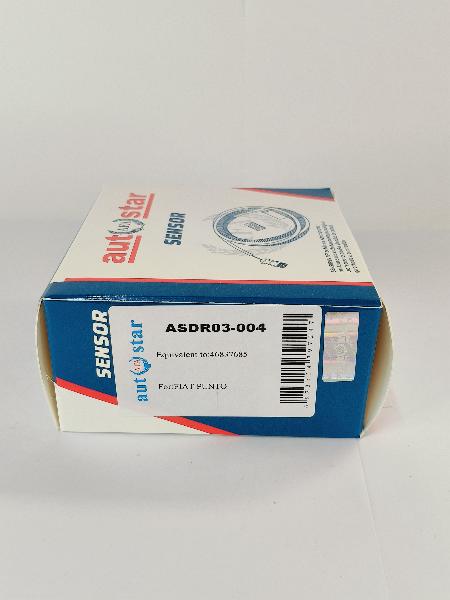 autostar
SENSOR
SENSOR
autostar
ASDR03-004
Equivalent to:46837685
For:FIAT PUNTO